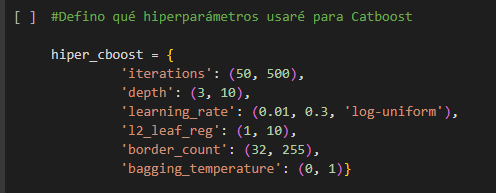 [ ] #Defino qué hiperparámetros usaré para Catboost
hiper_cboost = {
'iterations': (50, 500),
'depth': (3, 10),
'learning_rate': (0.01, 0.3, 'log-uniform'),
'l2_leaf_reg': (1, 10),
'border_count': (32, 255),
'bagging_temperature': (0, 1)}